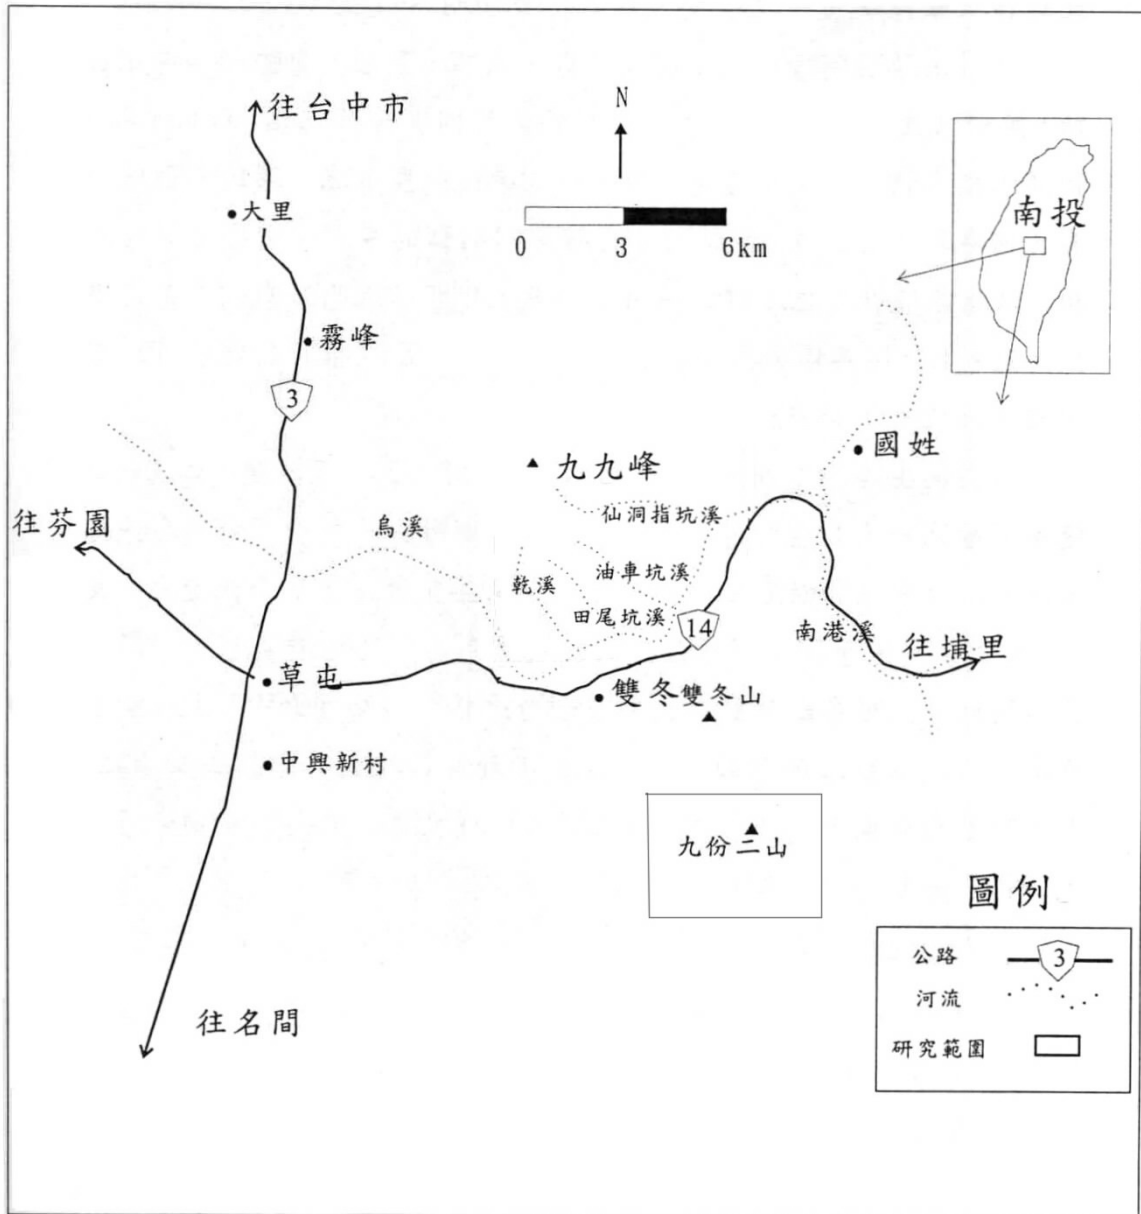 N
往台中市
大里
南投
0 3 6km
霧峰
3
國姓
九九峰
仙洞指坑溪
往芬園
烏溪
油車坑溪
乾溪
田尾坑溪
14
南港溪
往埔里
草屯
雙冬
雙冬山
中興新村
九份二山
圖例
公路
3
河流
往名間
研究範圍